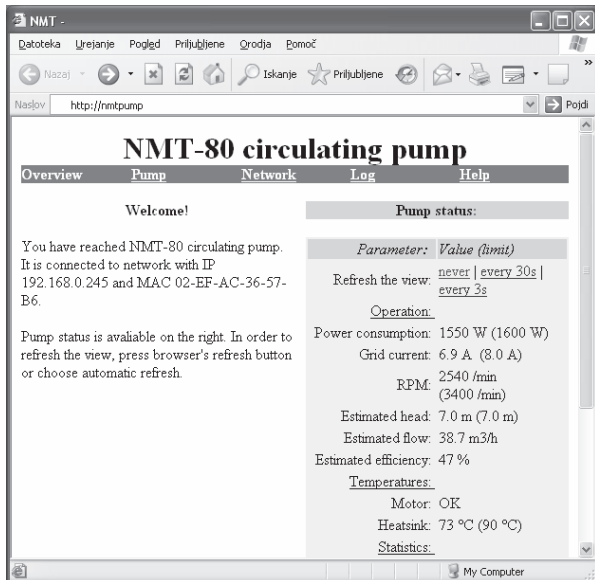 NMT -
Datoteka Urejanje Pogled Priljubljene Orodja Pomoč
Nazaj Iskanje Priljubljene »
Naslov http://nmtpump Pojdi
NMT-80 circulating pump
Overview Pump Network Log Help
Welcome!
You have reached NMT-80 circulating pump.
It is connected to network with IP
192.168.0.245 and MAC 02-EF-AC-36-57-
B6.
Pump status is avaliable on the right. In order to
refresh the view, press browser's refresh button
or choose automatic refresh.
Pump status:
Parameter: Value (limit)
Refresh the view: never | every 30s |
every 3s
Operation:
Power consumption: 1550 W (1600 W)
Grid current: 6.9 A (8.0 A)
RPM: 2540 /min
(3400 /min)
Estimated head: 7.0 m (7.0 m)
Estimated flow: 38.7 m3/h
Estimated efficiency: 47 %
Temperatures:
Motor: OK
Heatsink: 73 ºC (90 ºC)
Statistics:
My Computer